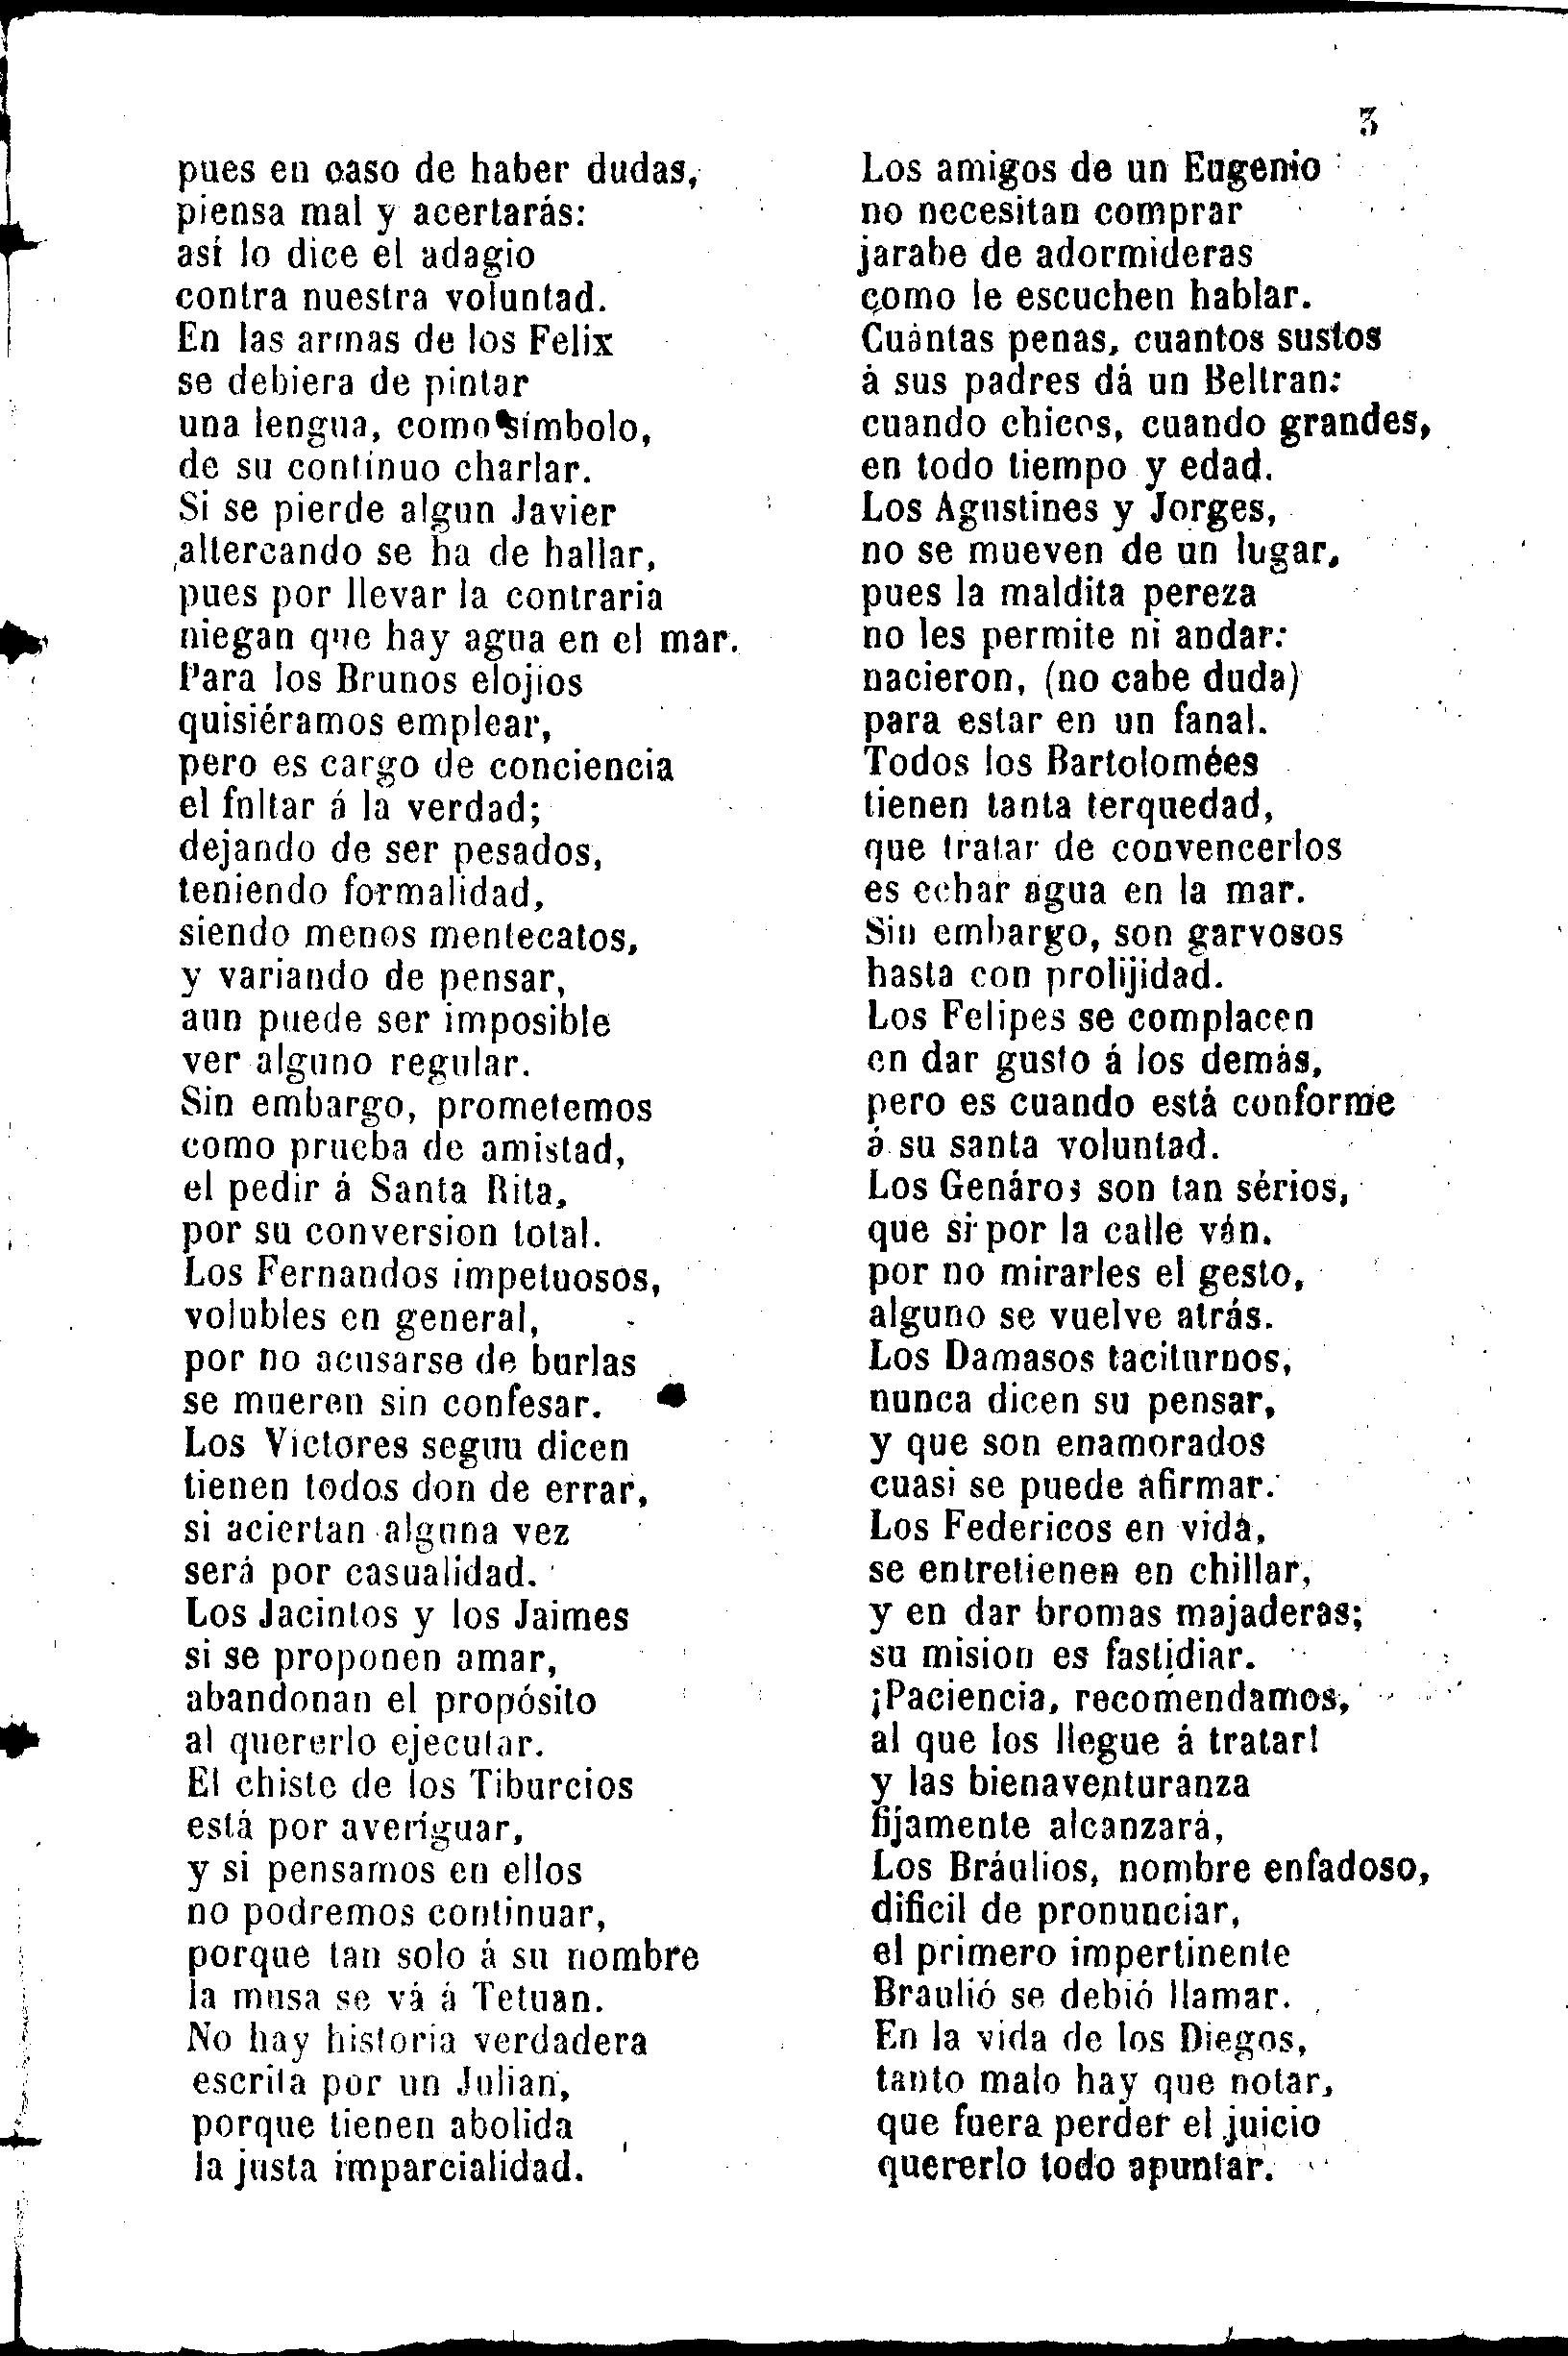 3
pues en caso de haber dudas,
piensa mal y acertarás:
así lo dice el adagio
contra nuestra voluntad.
En las armas de los Felix
se debiera de pintar
una lengua, como símbolo,
de su contínuo charlar.
Si se pierde algun Javier
altercando se ha de hallar,
pues por llevar la contraria
niegan que hay agua en el mar.
Para los Brunos elojios
quisiéramos emplear,
pero es cargo de conciencia
el faltar á la verdad;
dejando de ser pesados,
teniendo formalidad,
siendo menos mentecatos,
y variando de pensar,
aun puede ser imposible
ver alguno regular.
Sin embargo, prometemos
como prueba de amistad,
el pedir á Santa Rita,
por su conversion total.
Los Fernandos impetuosos,
volubles en general,
por no acusarse de burlas
se mueren sin confesar.
Los Victores seguu dicen
tienen todos don de errar,
si aciertan alguna vez
será por casualidad.
Los Jacintos y los Jaimes
si se proponen amar,
abandonan el propósito
al quererlo ejecutar.
El chiste de los Tiburcios
está por averiguar,
y si pensamos en ellos
no podremos continuar,
porque tan solo á su nombre
la musa se vá á Tetuan.
No hay historia verdadera
escrita por un Julian,
porque tienen abolida
la justa imparcialidad.
Los amigos de un Eugenio
no necesitan comprar
jarabe de adormideras
como le escuchen hablar.
Cuántas penas, cuantos sustos
á sus padres dá un Beltran:
cuando chicos, cuando grandes,
en todo tiempo y edad.
Los Agustines y Jorges,
no se mueven de un lugar,
pues la maldita pereza
no les permite ni andar:
nacieron, (no cabe duda)
para estar en un fanal.
Todos los Bartolomées
tienen tanta terquedad,
que tratar de convencerlos
es echar agua en la mar.
Sin embargo, son garvosos
hasta con prolijidad.
Los Felipes se complacen
en dar gusto á los demás,
pero es cuando está conforme
á su santa voluntad.
Los Genáros son tan sérios,
que si por la calle ván.
por no mirarles el gesto,
alguno se vuelve atrás.
Los Damasos taciturnos,
nunca dicen su pensar,
y que son enamorados
cuasi se puede afirmar.
Los Federicos en vida,
se entretienen en chillar,
y en dar bromas majaderas;
su mision es fastidiar.
¡Paciencia, recomendamos,
al que los llegue á tratar!
y las bienaventuranza
fijamente alcanzará,
Los Bráulios, nombre enfadoso,
dificil de pronunciar,
el primero impertinente
Braulió se debió llamar.
En la vida de los Diegos,
tanto malo hay que notar,
que fuera perder el juicio
quererlo todo apuntar.